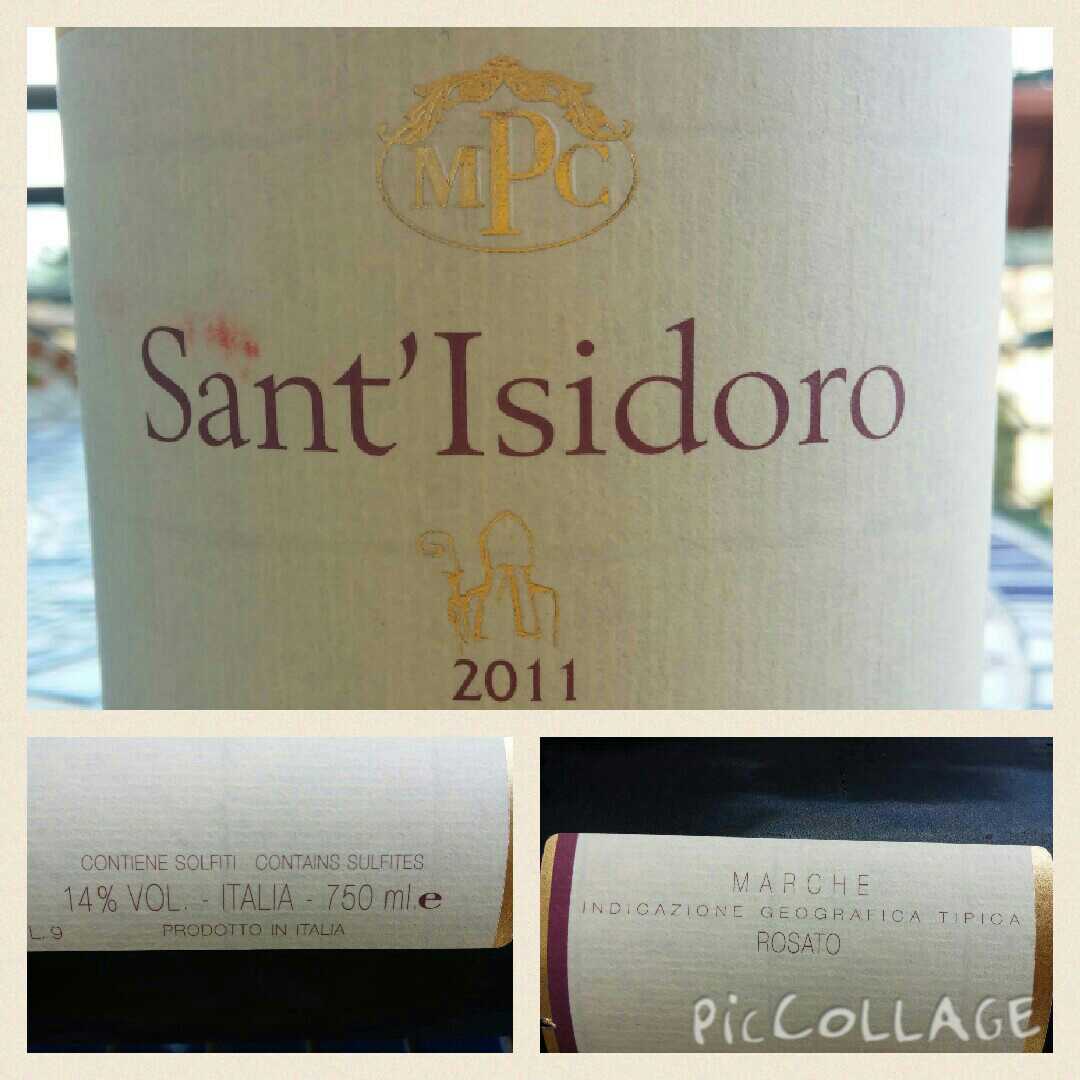 MPC
Sant'Isidoro
2011
CONTIENE SOLFITI CONTAINS SULFITES
14% VOL. - ITALIA - 750 ml e
L.9
PRODOTTO IN ITALIA
MARCHE
INDICAZIONE GEOGRAFICA TIPICA
ROSATO
PicCOLLAGE